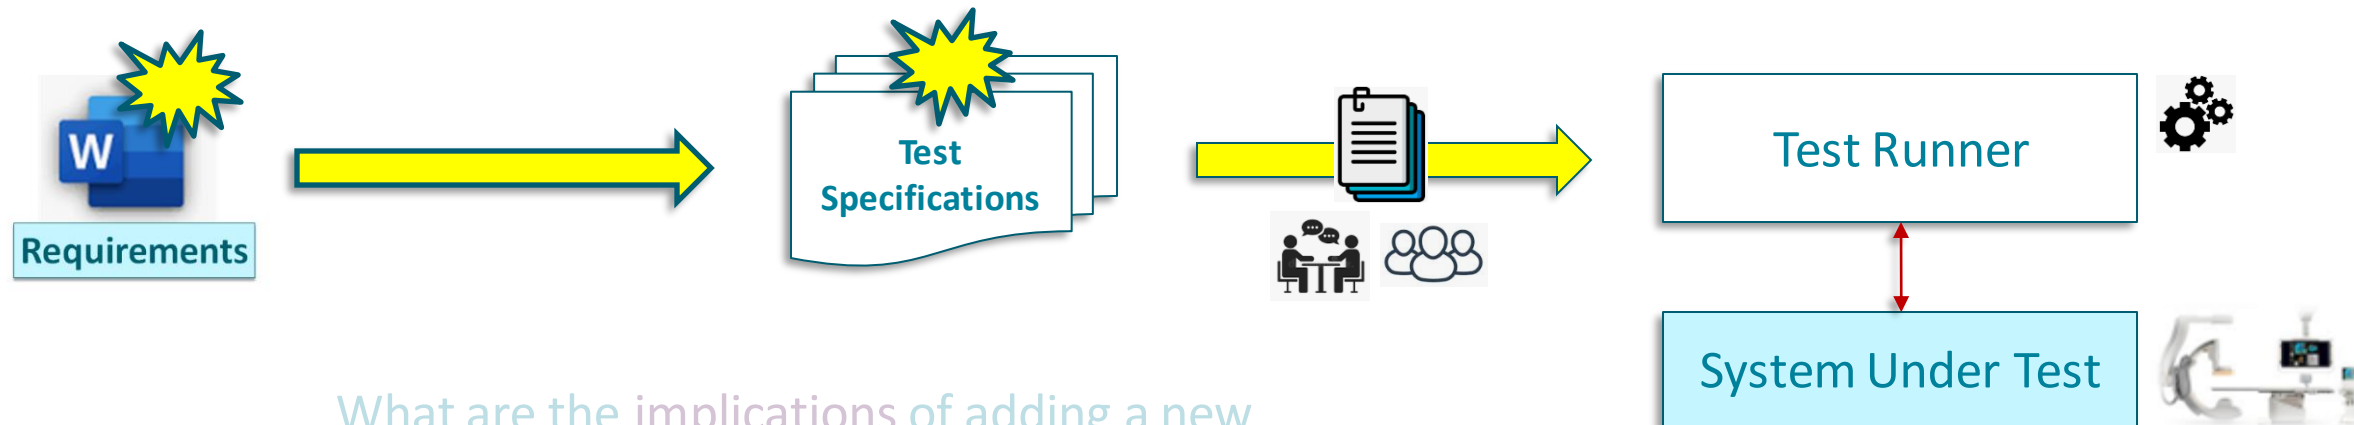 W
Requirements
Test
Specifications
Test Runner
System Under Test
What are the implications of adding a new